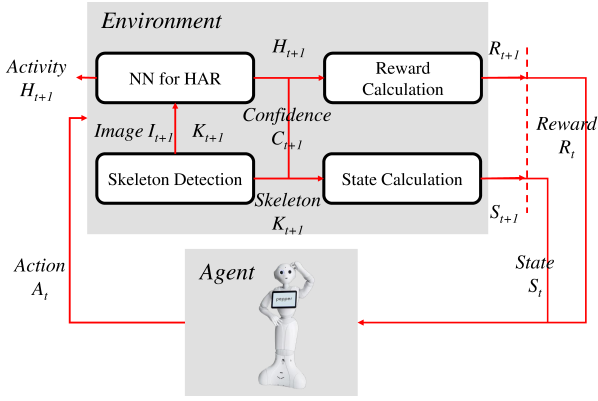 Environment
H_{t+1}
R_{t+1}
Activity
H_{t+1}
NN for HAR
Reward
Calculation
Image I_{t+1}
K_{t+1}
Confidence
C_{t+1}
Reward
R_t
Skeleton Detection
State Calculation
Skeleton
K_{t+1}
S_{t+1}
Action
A_t
Agent
State
S_t
pepper